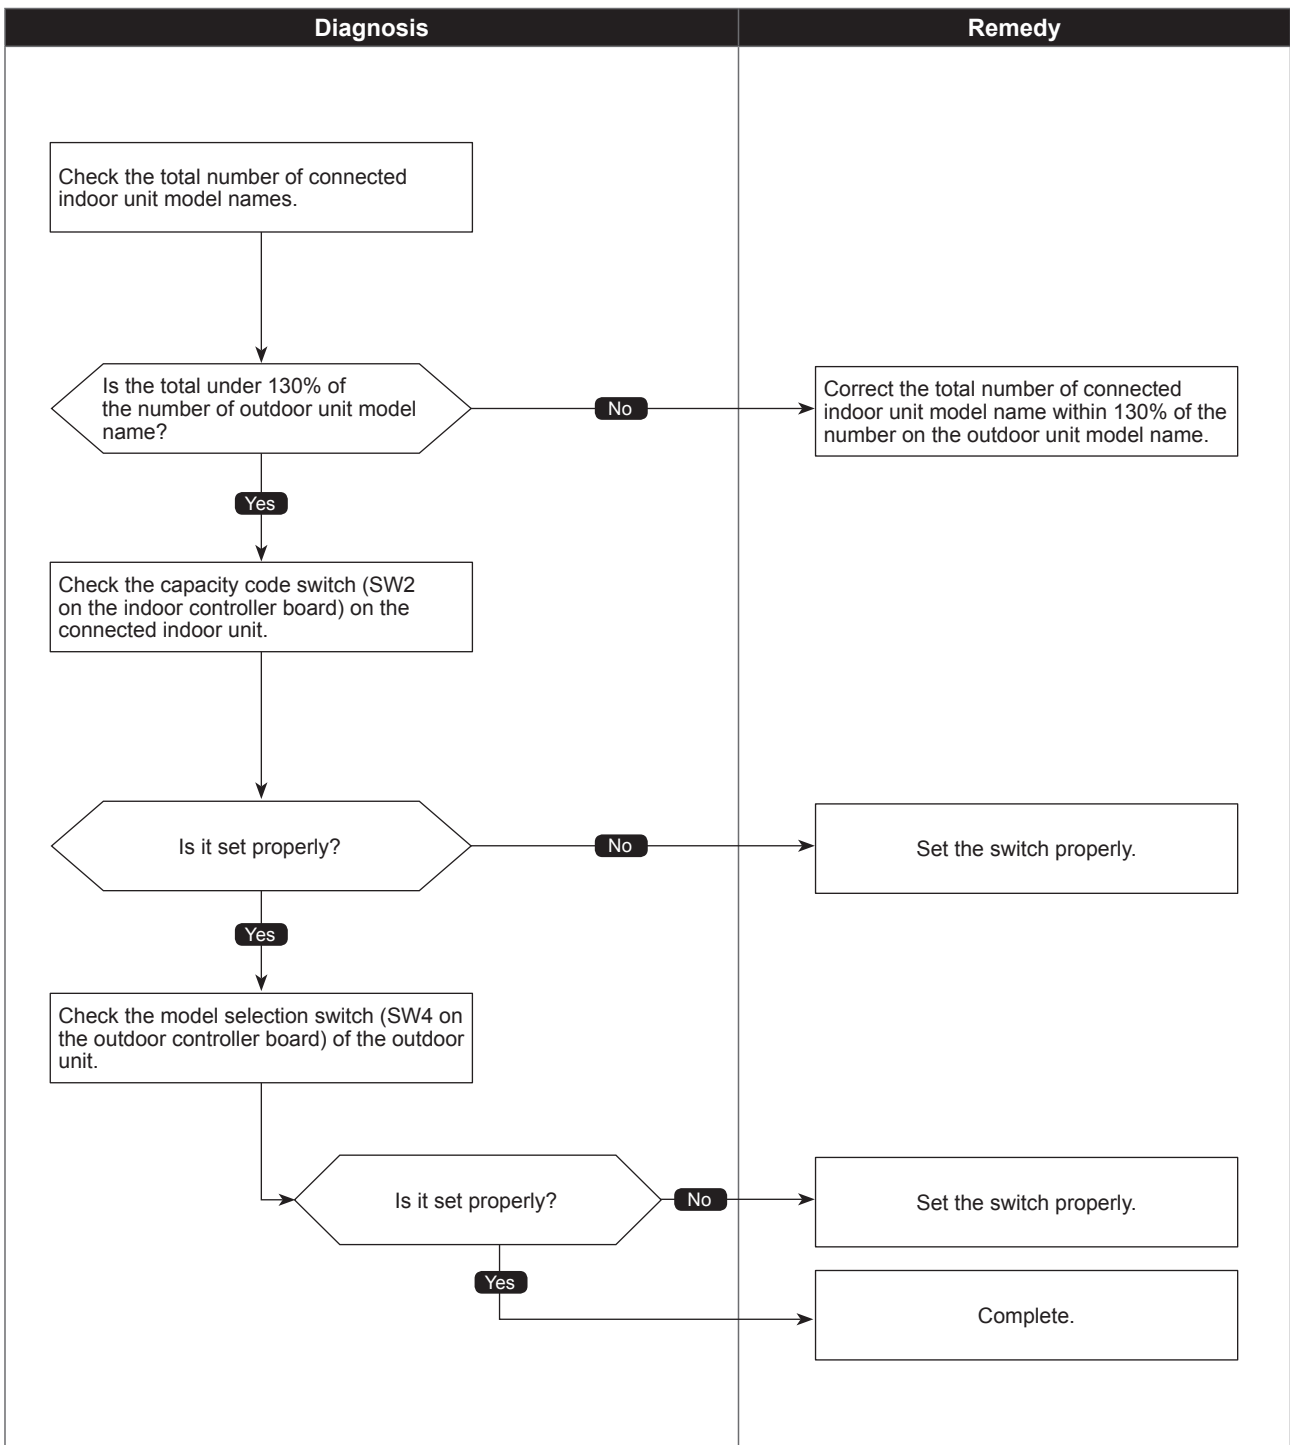 Diagnosis
Remedy
Check the total number of connected
indoor unit model names.
Is the total under 130% of
the number of outdoor unit model
name?
No
Correct the total number of connected
indoor unit model name within 130% of the
number on the outdoor unit model name.
Yes
Check the capacity code switch (SW2
on the indoor controller board) on the
connected indoor unit.
Is it set properly?
No
Set the switch properly.
Yes
Check the model selection switch (SW4 on
the outdoor controller board) of the outdoor
unit.
Is it set properly?
No
Set the switch properly.
Yes
Complete.